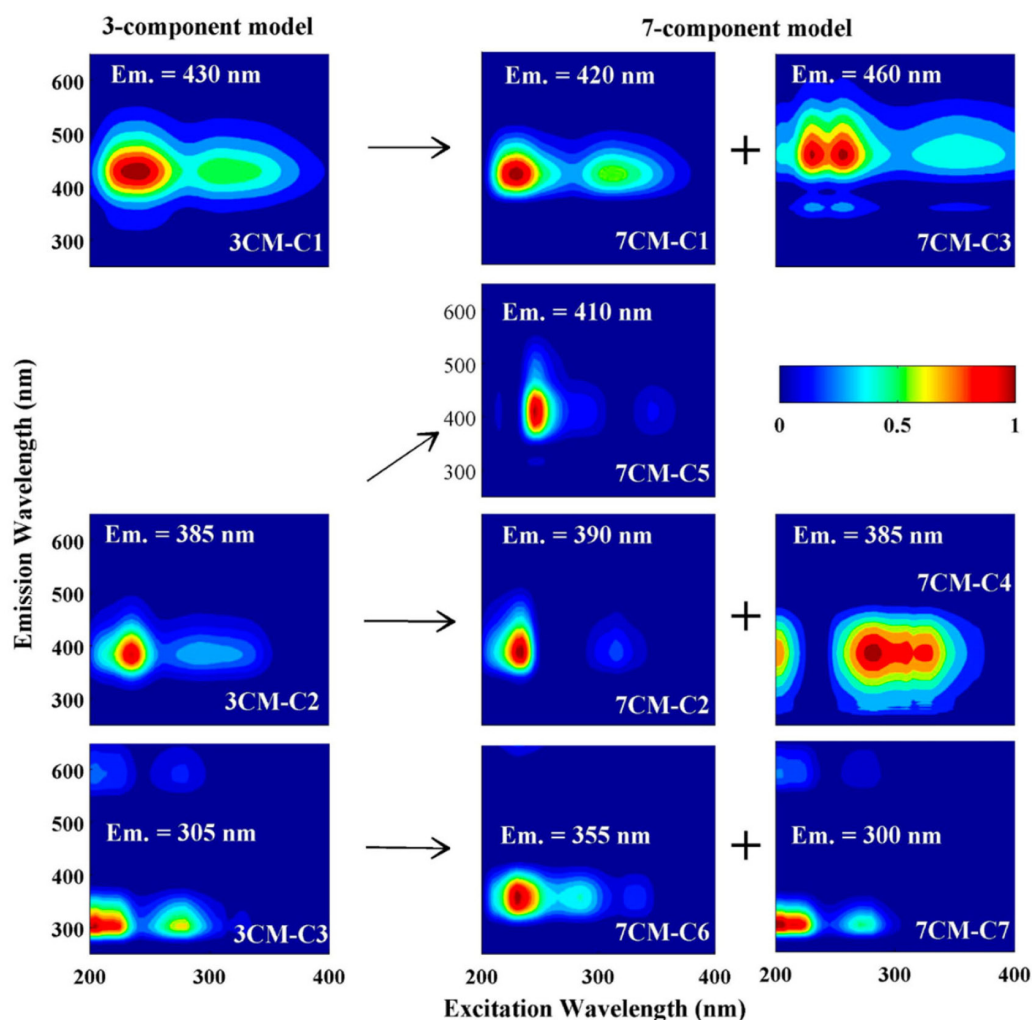 3-component model
7-component model
600
500
400
300
Em. = 430 nm
3CM-C1
Em. = 420 nm
7CM-C1
+
Em. = 460 nm
7CM-C3
600
500
400
300
Em. = 410 nm
7CM-C5
0
0.5
1
Emission Wavelength (nm)
600
500
400
300
Em. = 385 nm
3CM-C2
Em. = 390 nm
7CM-C2
+
Em. = 385 nm
7CM-C4
600
500
400
300
Em. = 305 nm
3CM-C3
Em. = 355 nm
7CM-C6
+
Em. = 300 nm
7CM-C7
200
300
400
200
300
400
200
300
400
Excitation Wavelength (nm)